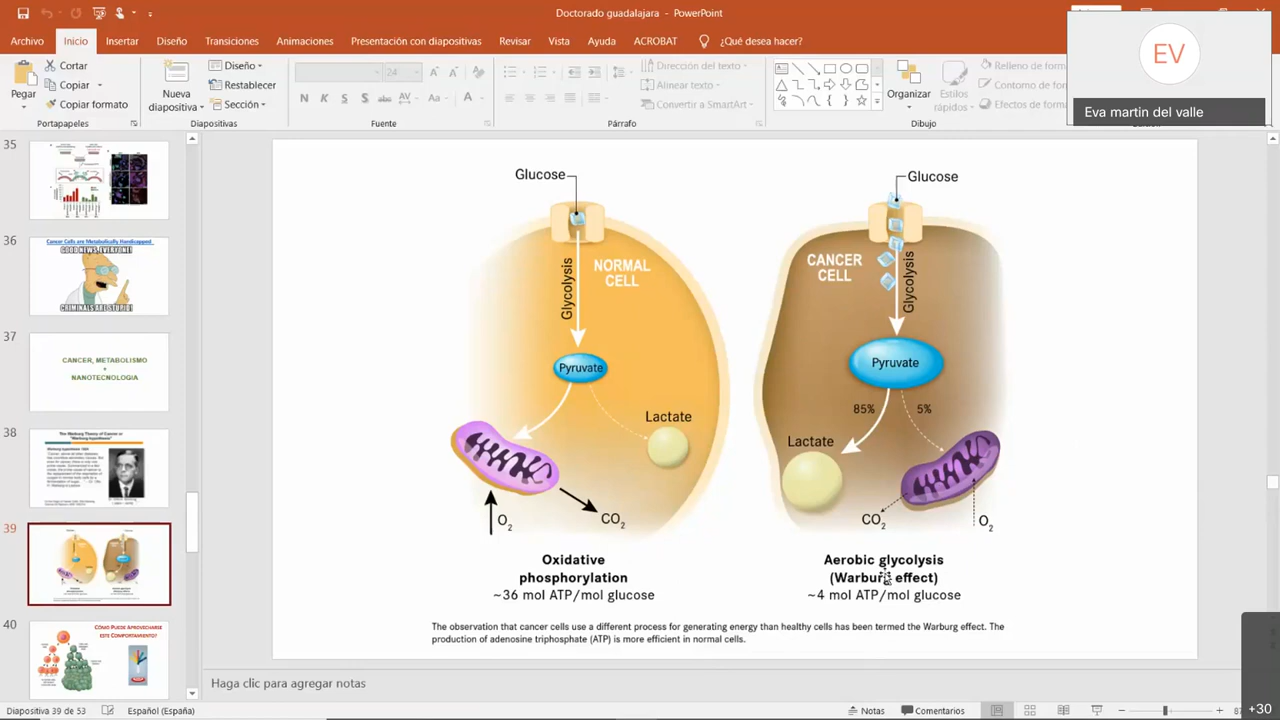 Doctorado guadalajara - PowerPoint
Archivo Inicio Insertar Diseño Transiciones Animaciones Presentación con diapositivas Revisar Vista Ayuda ACROBAT ¿Qué desea hacer?
EV
Eva martin del valle
Pegar
Cortar
Copiar
Copiar formato
Portapapeles
Nueva
diapositiva
Diseño
Restablecer
Sección
Diapositivas
24
N K S S abc AV Aa A
Fuente
Dirección del texto
Alinear texto
Convertir a SmartArt
Párrafo
Organizar
Estilos
rápidos
Relleno de forma
Contorno de forma
Efectos de forma
Dibujo
35
36
Cancer Cells are Metabolically Handicapped
GOOD NEWS, EVERYONE!
CRIMINALS ARE STUPID!
37
CANCER, METABOLISMO
+
NANOTECNOLOGIA
38
The Warburg Theory of Cancer or
"Warburg hypothesis"
39
40
CÓMO PUEDE APROVECHARSE
ESTE COMPORTAMIENTO?
Glucose
NORMAL
CELL
Glycolysis
Pyruvate
Lactate
O2
CO2
Oxidative
phosphorylation
~36 mol ATP/mol glucose
Glucose
CANCER
CELL
Glycolysis
Pyruvate
85%
5%
Lactate
CO2
O2
Aerobic glycolysis
(Warburg effect)
~4 mol ATP/mol glucose
The observation that cancer cells use a different process for generating energy than healthy cells has been termed the Warburg effect. The
production of adenosine triphosphate (ATP) is more efficient in normal cells.
Haga clic para agregar notas
Diapositiva 39 de 53 Español (España) Notas Comentarios
+30